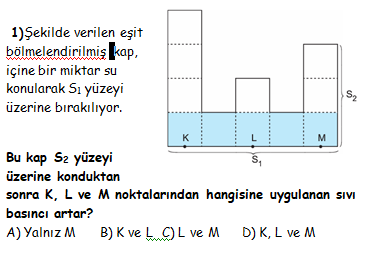 1)Şekilde verilen eşit
bölmelendirilmiş kap,
içine bir miktar su
konularak S1 yüzeyi
üzerine bırakılıyor.
K L M
S1
S2
Bu kap S2 yüzeyi
üzerine konduktan
sonra K, L ve M noktalarından hangisine uygulanan sıvı
basıncı artar?
A) Yalnız M B) K ve L C) L ve M D) K, L ve M